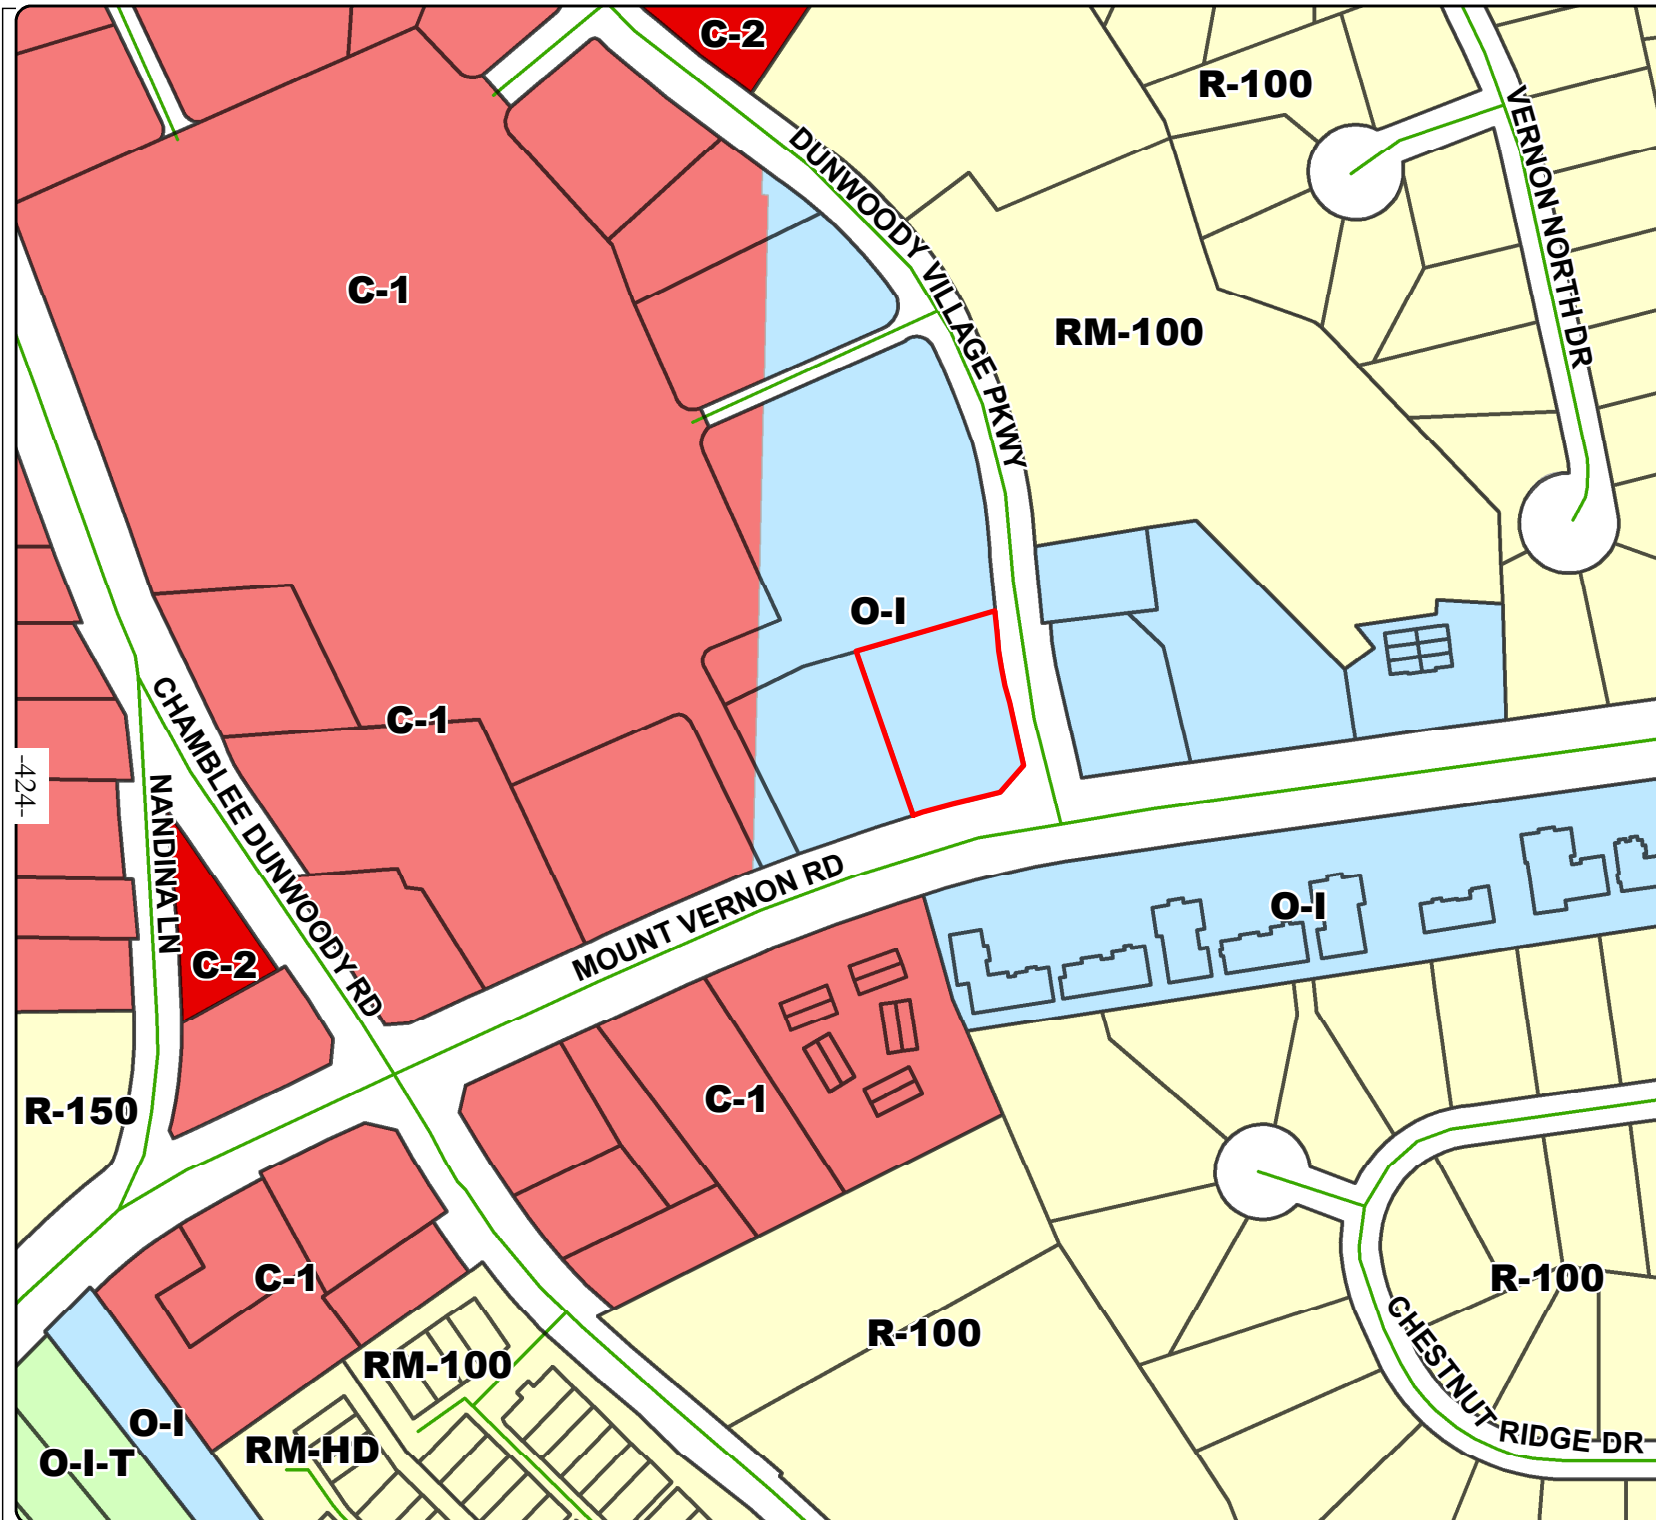 C-2
R-100
VERNON NORTH DR
DUNWOODY VILLAGE PKWY
C-1
RM-100
O-I
C-1
CHAMBLEE DUNWOODY RD
-424-
NANDINA LN
MOUNT VERNON RD
O-I
C-2
C-1
R-150
C-1
R-100
R-100
CHESTNUT RIDGE DR
RM-100
O-I
RM-HD
O-I-T